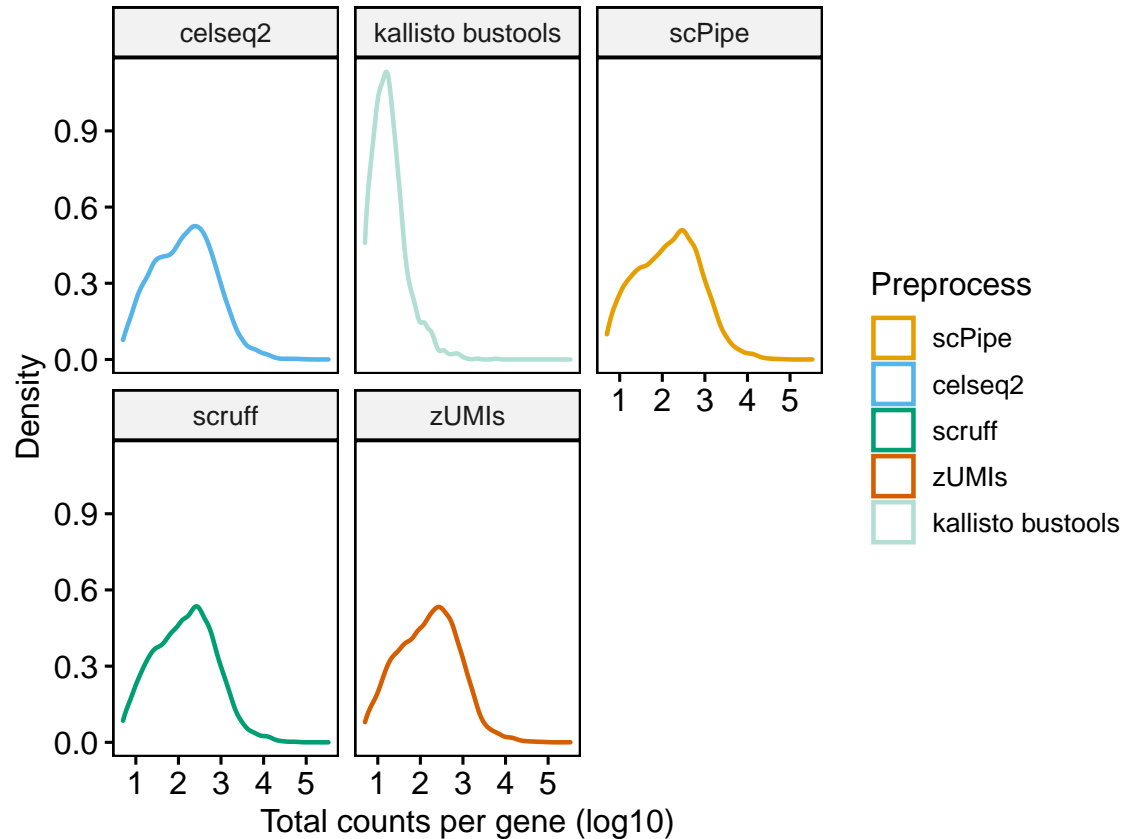 celseq2
kallisto bustools
scPipe
0.9
0.6
0.3
0.0
1 2 3 4 5
scruff
zUMIs
0.9
0.6
0.3
0.0
1 2 3 4 5
1 2 3 4 5
Density
Total counts per gene (log10)
Preprocess
scPipe
celseq2
scruff
zUMIs
kallisto bustools